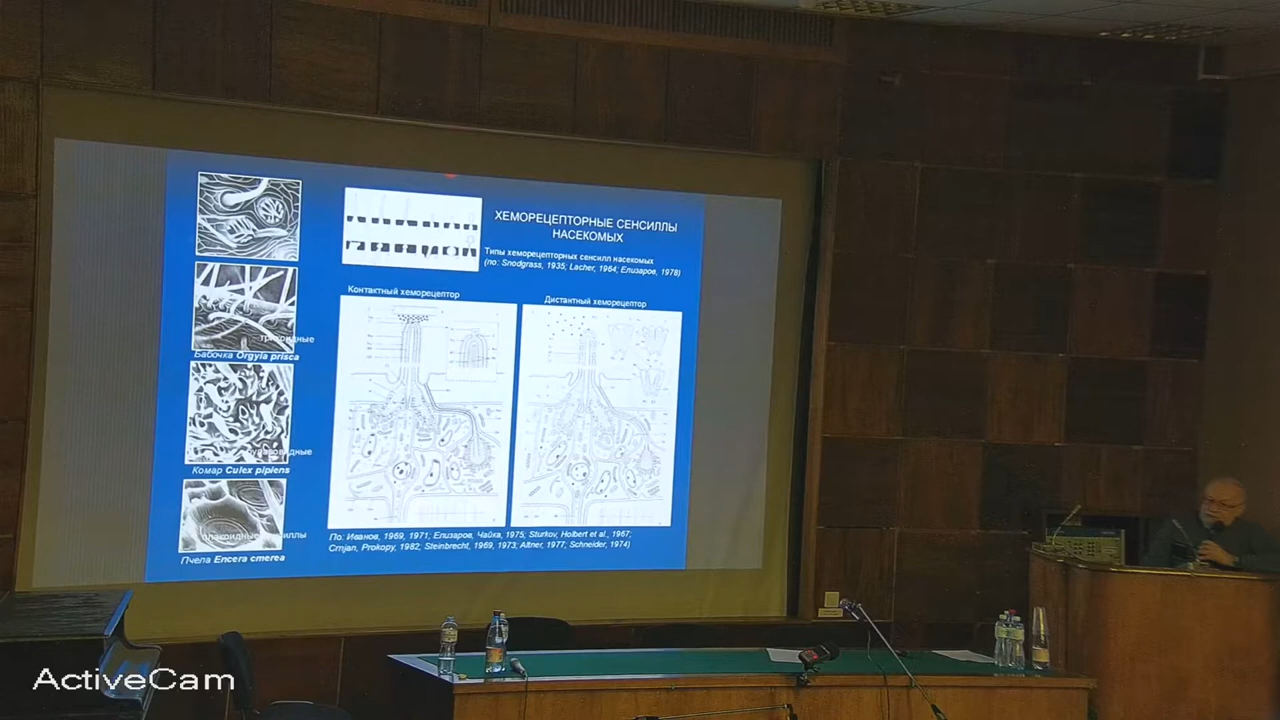 ХЕМОРЕЦЕПТОРНЫЕ СЕНСИЛЛЫ
НАСЕКОМЫХ
Типы хеморецепторных сенсилл насекомых
(по: Snodgrass, 1935; Lacher, 1964; Елизаров, 1978)
Контактный хеморецептор
Дистантный хеморецептор
Бабочка Orgyia prisca
Комар Culex pipiens
Пчела Encera cmerea
По: Иванов, 1969, 1971; Елизаров, Чайка, 1975; Sturkov, Holbert et al., 1967;
Crnjan, Prokopy, 1982; Steinbrecht, 1969, 1973; Altner, 1977; Schneider, 1974)
ActiveCam